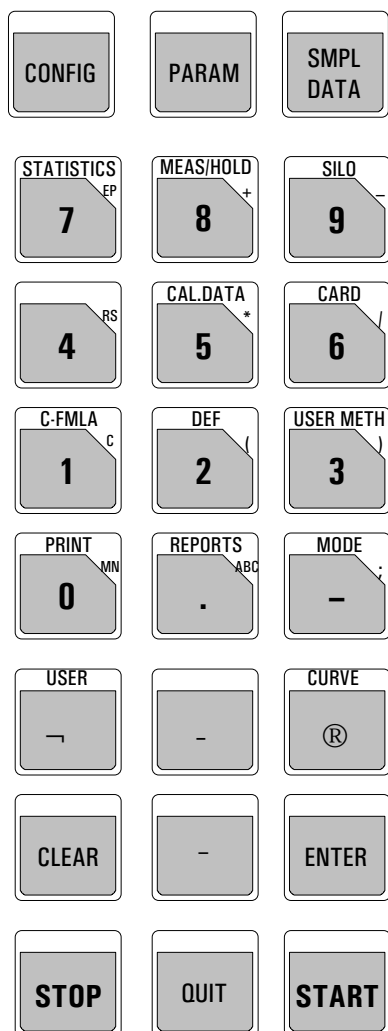 CONFIG PARAM SMPL
DATA
STATISTICS MEAS/HOLD SILO
EP + –
7 8 9
CAL.DATA CARD
RS * /
4 5 6
C-FMLA DEF USER METH
C ( )
1 2 3
PRINT REPORTS MODE
MN ABC ;
0 . –
USER CURVE
¬ - ®
CLEAR – ENTER
STOP QUIT START